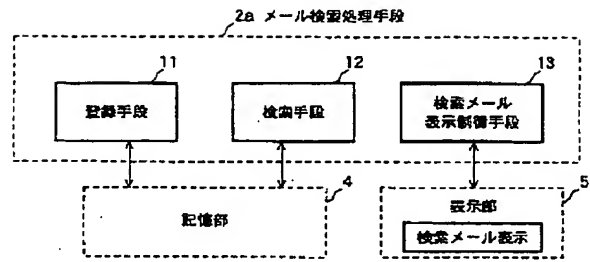 2a メール検索処理手段
11
12
13
登録手段
検索手段
検索メール
表示制御手段
4
5
記憶部
表示部
検索メール表示